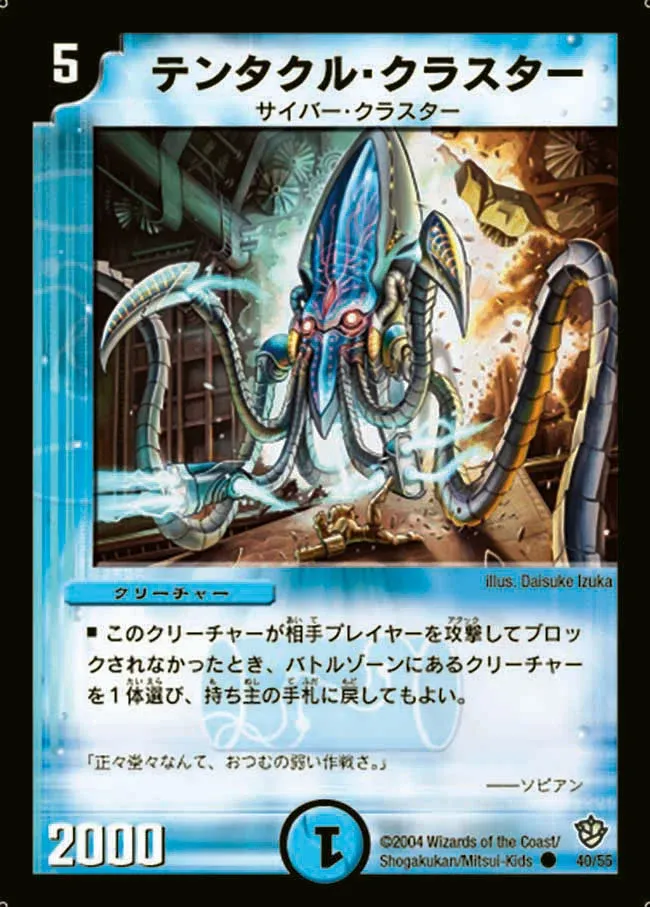 5
テンタクル・クラスター
サイバー・クラスター
illus. Daisuke Izuka
クリーチャー
■ このクリーチャーが相手プレイヤーを攻撃してブロッ
クされなかったとき、バトルゾーンにあるクリーチャー
を1体選び、持ち主の手札に戻してもよい。
「正々堂々なんて、おつむの弱い作戦さ。」
——ソピアン
2000
1
©2004 Wizards of the Coast/
Shogakukan/Mitsui-Kids ● 40/55